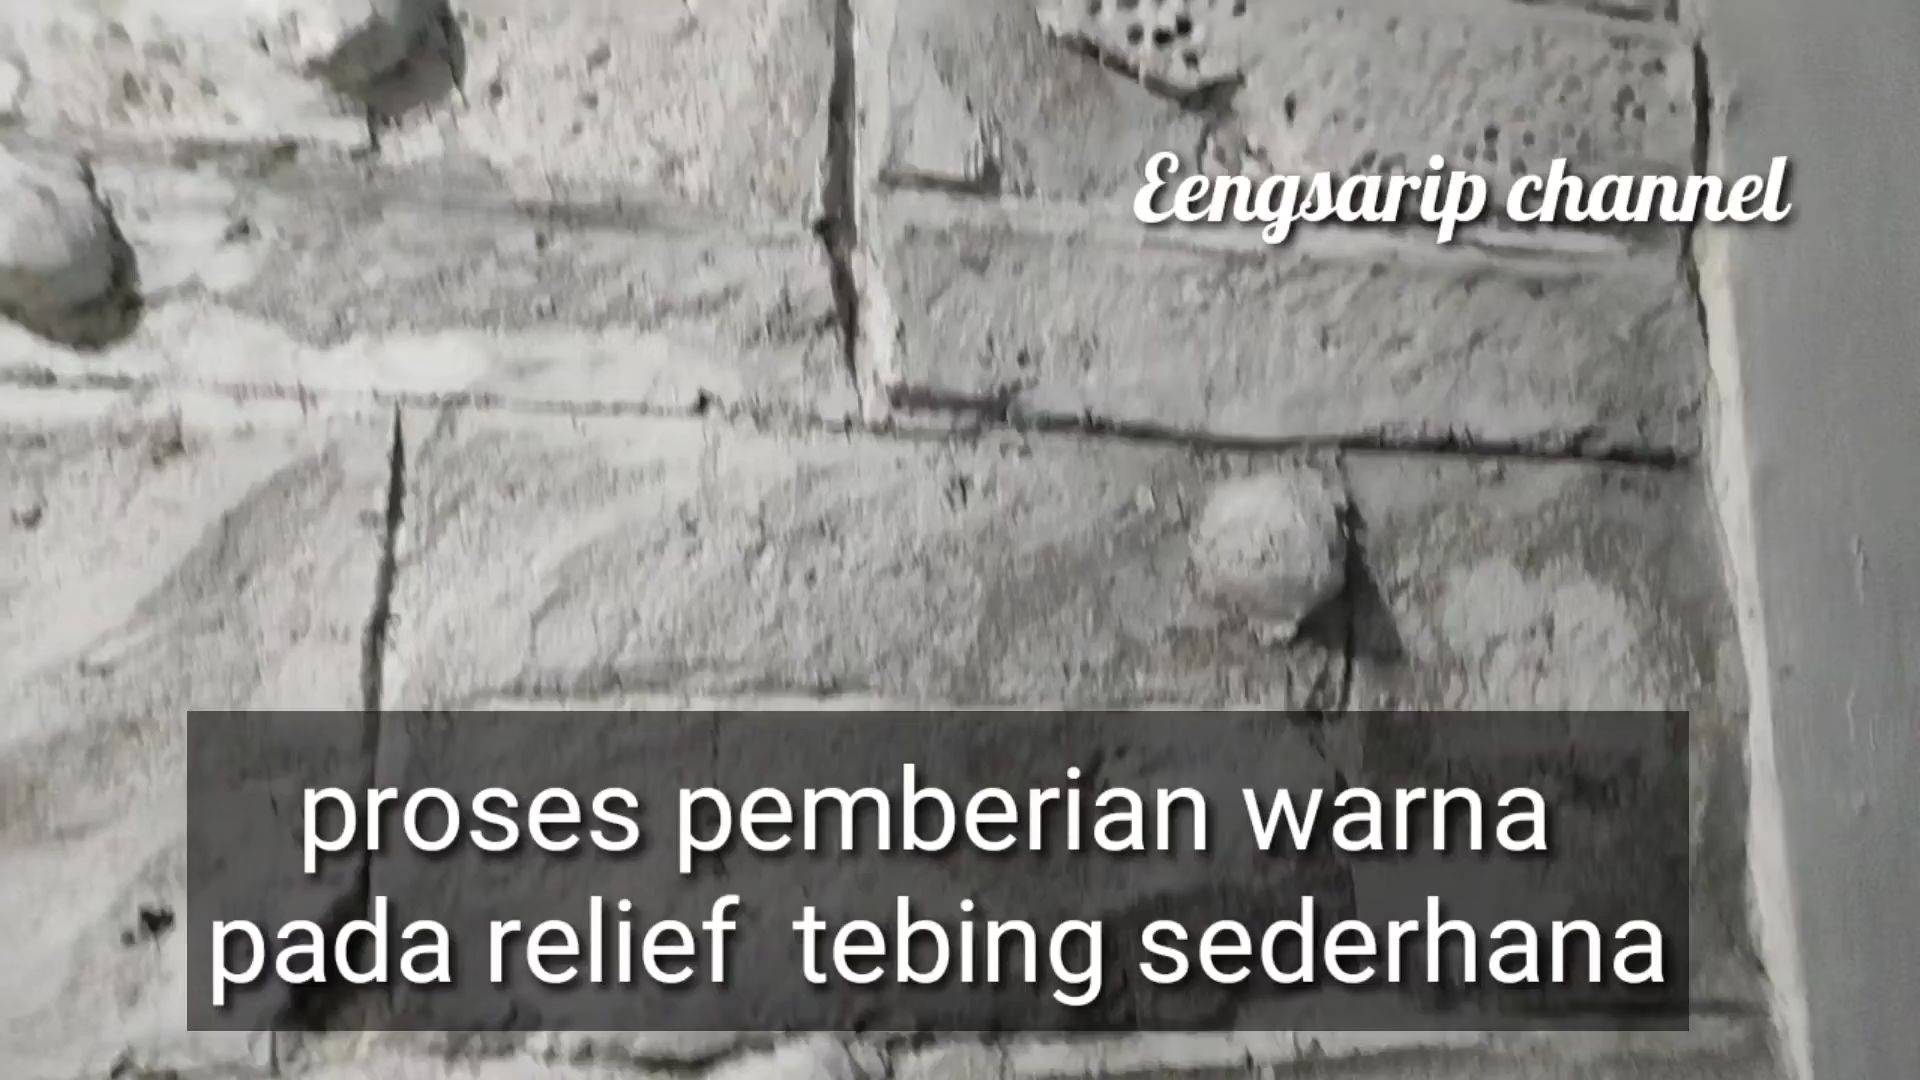 Eengsarip channel
proses pemberian warna
pada relief tebing sederhana